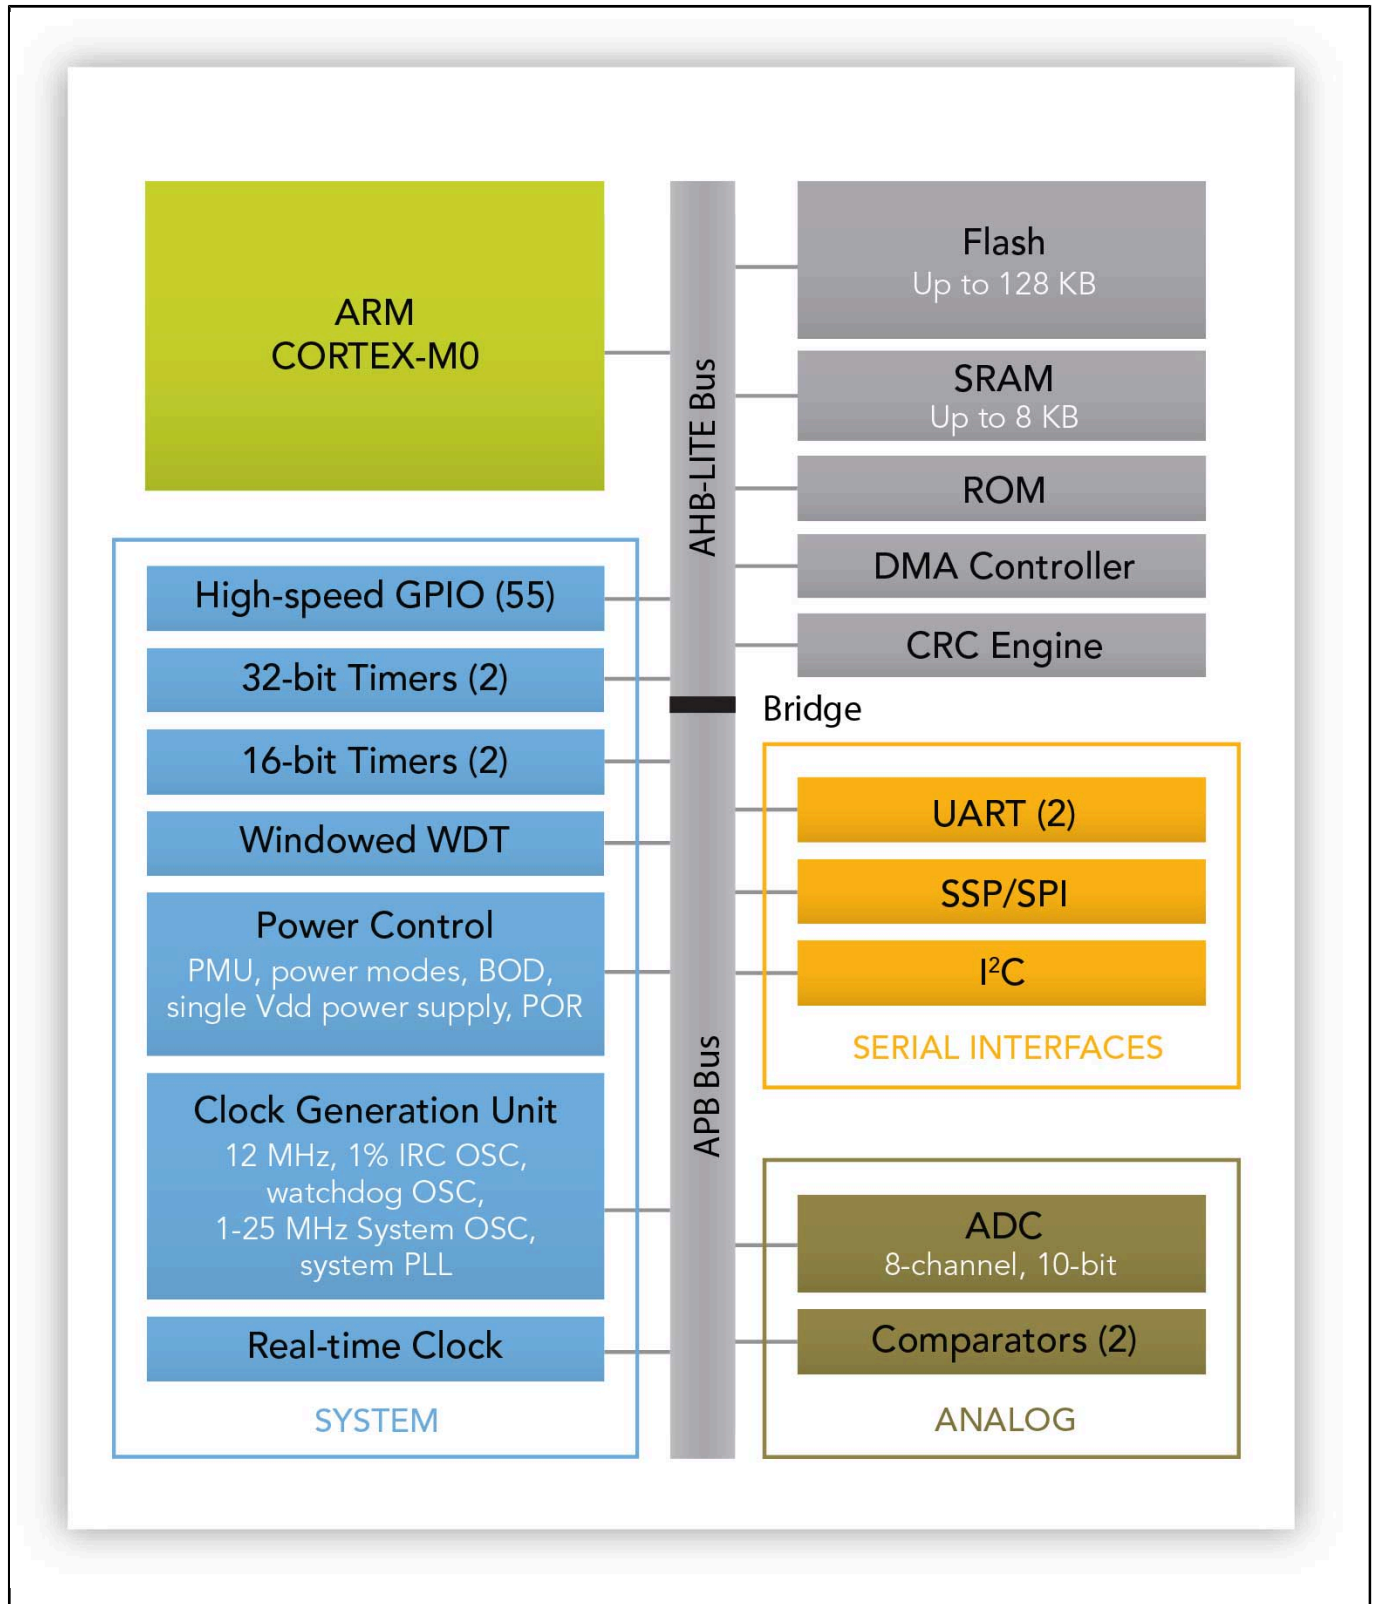 ARM
CORTEX-M0
High-speed GPIO (55)
32-bit Timers (2)
16-bit Timers (2)
Windowed WDT
Power Control
PMU, power modes, BOD,
single Vdd power supply, POR
Clock Generation Unit
12 MHz, 1% IRC OSC,
watchdog OSC,
1-25 MHz System OSC,
system PLL
Real-time Clock
SYSTEM
AHB-LITE Bus
APB Bus
Flash
Up to 128 KB
SRAM
Up to 8 KB
ROM
DMA Controller
CRC Engine
Bridge
UART (2)
SSP/SPI
I²C
SERIAL INTERFACES
ADC
8-channel, 10-bit
Comparators (2)
ANALOG